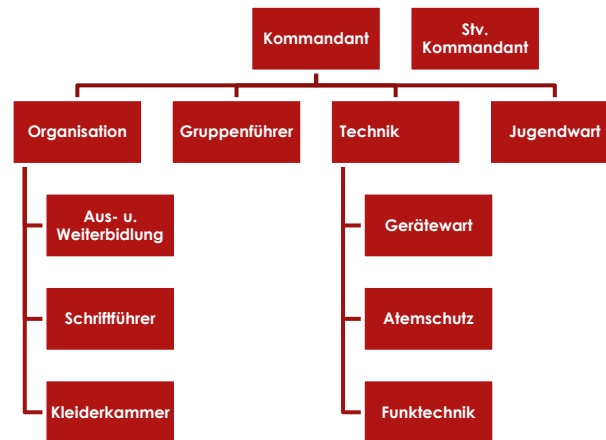 Kommandant
Stv.
Kommandant
Organisation
Gruppenführer
Technik
Jugendwart
Aus- u.
Weiterbidlung
Gerätewart
Schriftführer
Atemschutz
Kleiderkammer
Funktechnik